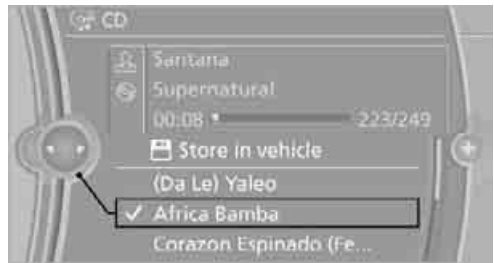 CD
Santana
Supernatural
00:08 223/249
Store in vehicle
(Da Le) Yaleo
Africa Bamba
Corazon Espinado (Fe...